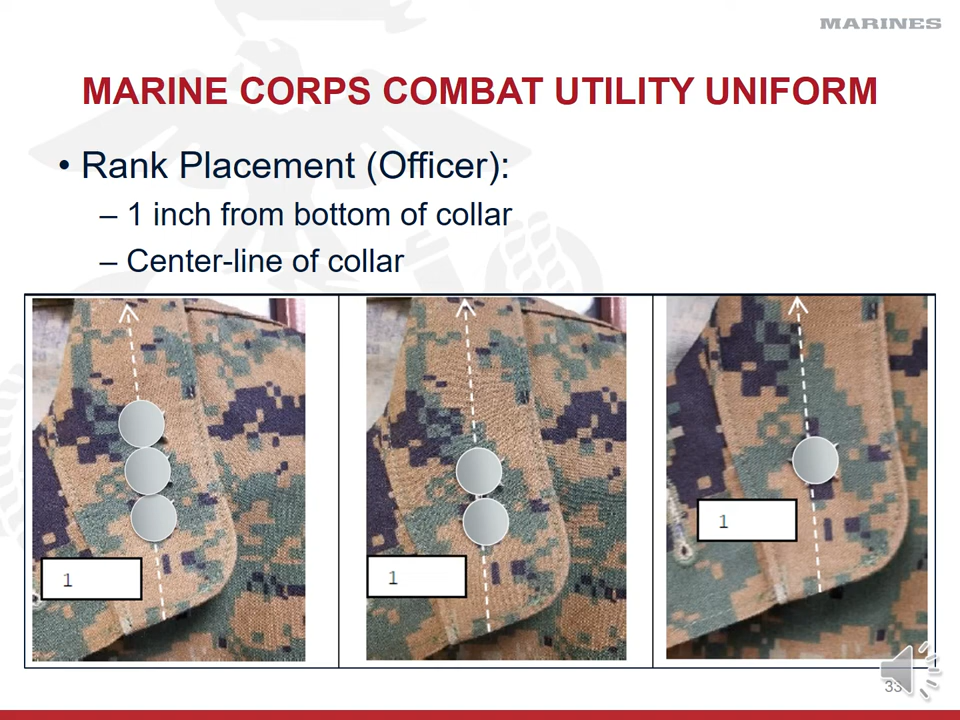 MARINES
MARINE CORPS COMBAT UTILITY UNIFORM
• Rank Placement (Officer):
– 1 inch from bottom of collar
– Center-line of collar
1
1
1
33